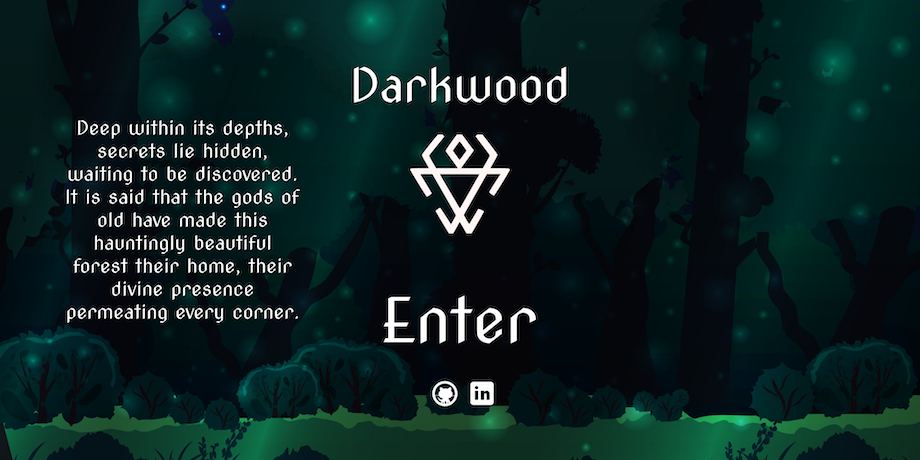 Darkwood
Deep within its depths,
secrets lie hidden,
waiting to be discovered.
It is said that the gods of
old have made this
hauntingly beautiful
forest their home, their
divine presence
permeating every corner.
Enter
in